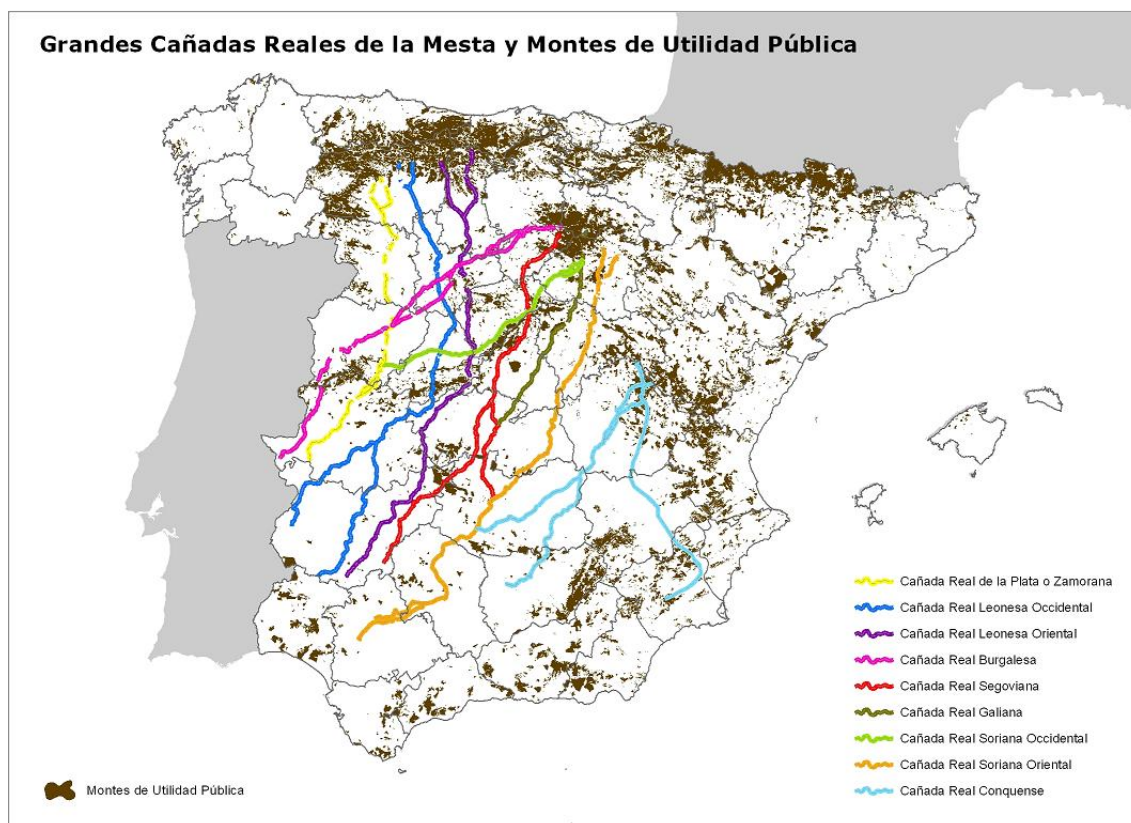 Grandes Cañadas Reales de la Mesta y Montes de Utilidad Pública
Cañada Real de la Plata o Zamorana
Cañada Real Leonesa Occidental
Cañada Real Leonesa Oriental
Cañada Real Burgalesa
Cañada Real Segoviana
Cañada Real Galiana
Cañada Real Soriana Occidental
Cañada Real Soriana Oriental
Cañada Real Conquense
Montes de Utilidad Pública